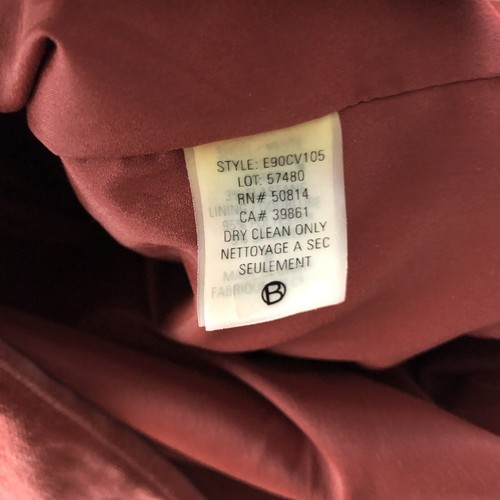 STYLE: E90CV105
LOT: 57480
RN# 50814
CA# 39861
DRY CLEAN ONLY
NETTOYAGE A SEC
SEULEMENT
B